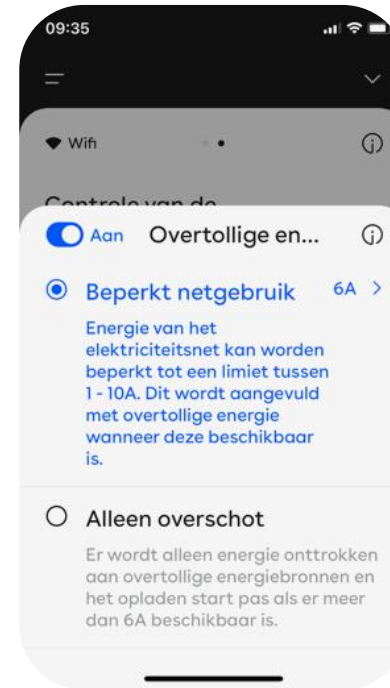 09:35
Wifi
Controle van de
Aan Overtollige en...
Beperkt netgebruik 6A
Energie van het
elektriciteitsnet kan worden
beperkt tot een limiet tussen
1 - 10A. Dit wordt aangevuld
met overtollige energie
wanneer deze beschikbaar
is.
Alleen overschot
Er wordt alleen energie onttrokken
aan overtollige energiebronnen en
het opladen start pas als er meer
dan 6A beschikbaar is.